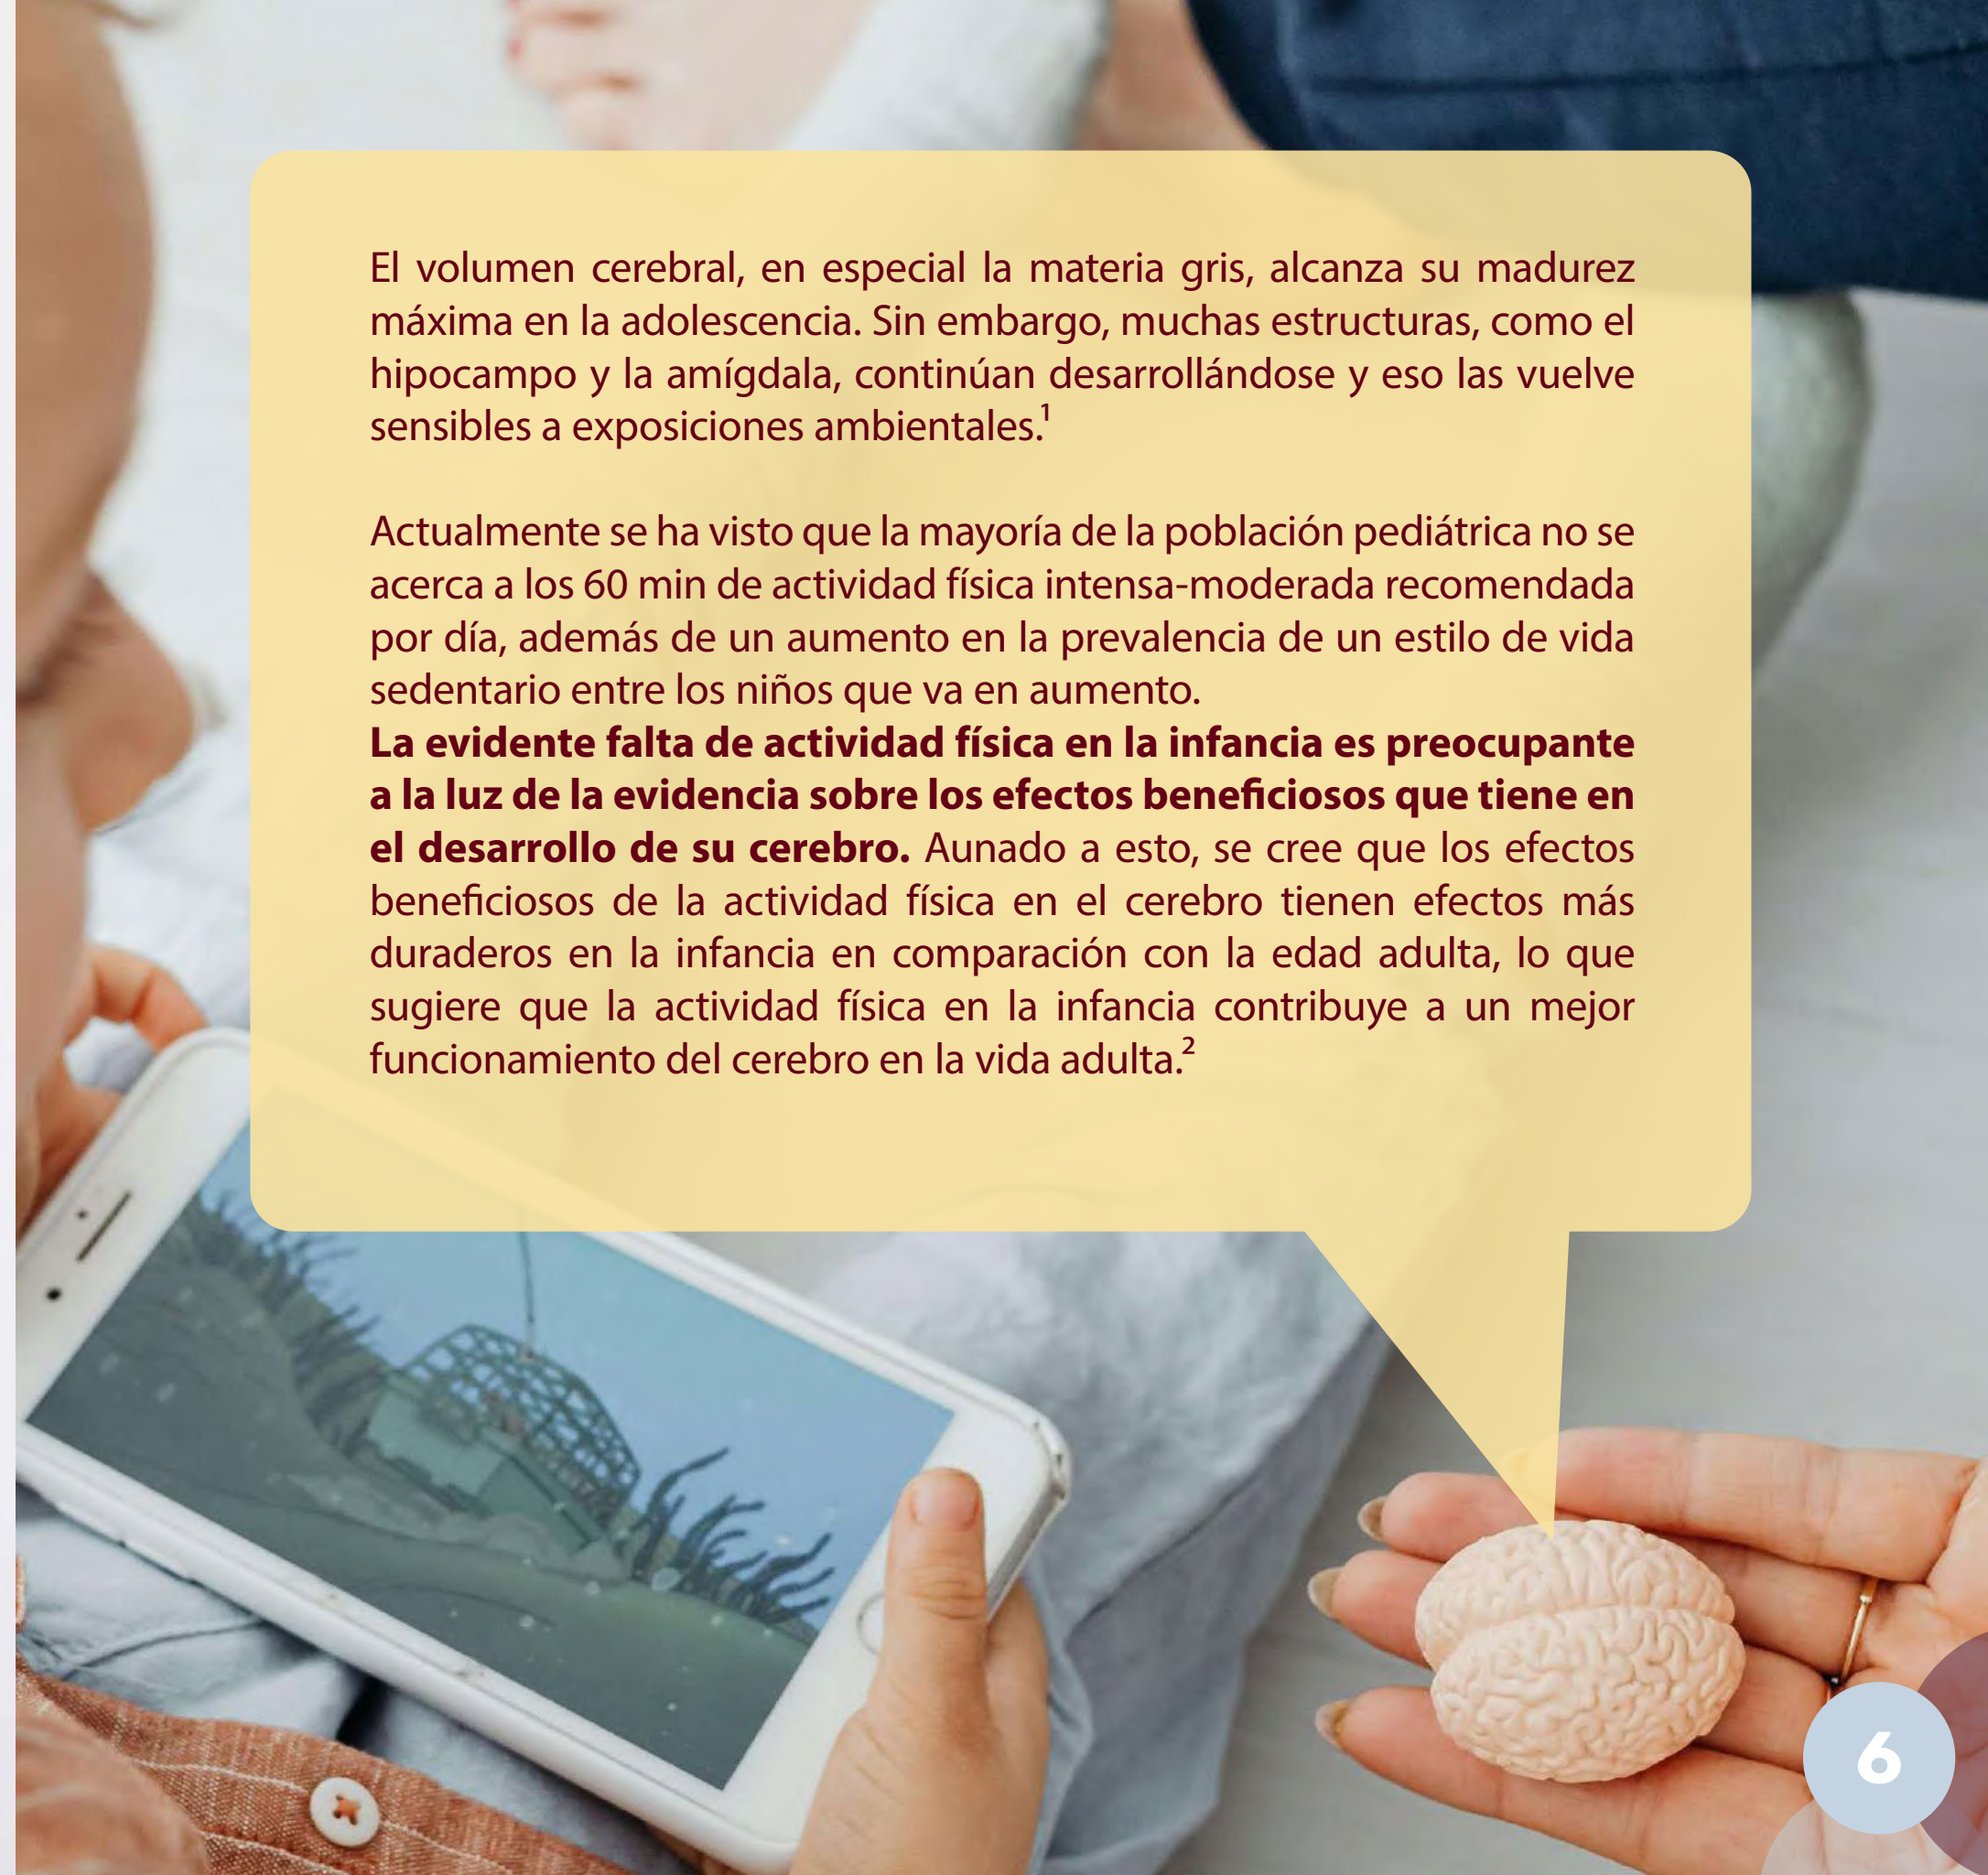 El volumen cerebral, en especial la materia gris, alcanza su madurez
máxima en la adolescencia. Sin embargo, muchas estructuras, como el
hipocampo y la amígdala, continúan desarrollándose y eso las vuelve
sensibles a exposiciones ambientales.¹
Actualmente se ha visto que la mayoría de la población pediátrica no se
acerca a los 60 min de actividad física intensa-moderada recomendada
por día, además de un aumento en la prevalencia de un estilo de vida
sedentario entre los niños que va en aumento.
La evidente falta de actividad física en la infancia es preocupante
a la luz de la evidencia sobre los efectos beneficiosos que tiene en
el desarrollo de su cerebro. Aunado a esto, se cree que los efectos
beneficiosos de la actividad física en el cerebro tienen efectos más
duraderos en la infancia en comparación con la edad adulta, lo que
sugiere que la actividad física en la infancia contribuye a un mejor
funcionamiento del cerebro en la vida adulta.²
6